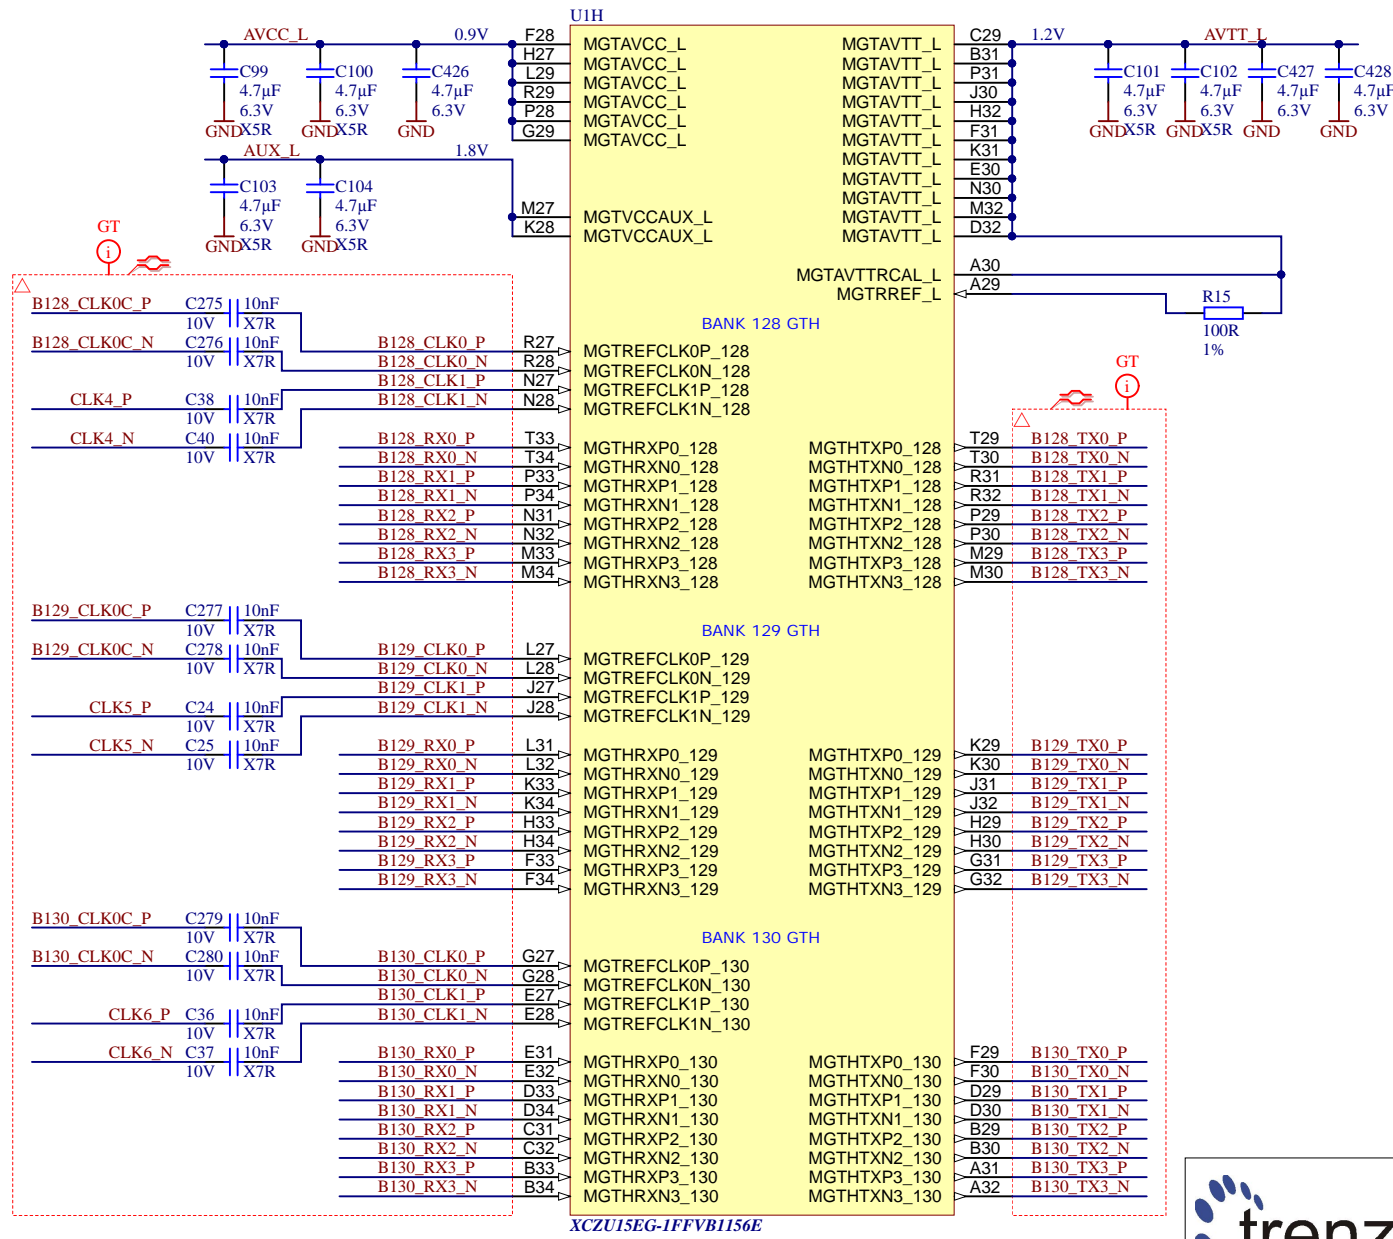 U1H
AVCC_L 0.9V F28 MGTAVCC_L MGTAVTT_L C29 1.2V AVTT_L
H27 MGTAVCC_L MGTAVTT_L B31
C99 C100 C426 L29 MGTAVCC_L MGTAVTT_L P31 C101 C102 C427 C428
4.7µF 4.7µF 4.7µF R29 MGTAVCC_L MGTAVTT_L J30 4.7µF 4.7µF 4.7µF 4.7µF
6.3V 6.3V 6.3V P28 MGTAVCC_L MGTAVTT_L H32 6.3V 6.3V 6.3V 6.3V
GND X5R GND X5R GND G29 MGTAVCC_L MGTAVTT_L F31 GND X5R GND X5R GND GND
AUX_L 1.8V MGTAVTT_L K31
MGTAVTT_L E30
C103 C104 MGTAVTT_L N30
4.7µF 4.7µF M27 MGTVCCAUX_L MGTAVTT_L M32
6.3V 6.3V K28 MGTVCCAUX_L MGTAVTT_L D32
GND X5R GND X5R
GT
i
MGTAVTTRCAL_L A30
MGTRREF_L A29 R15
100R
1%
BANK 128 GTH
B128_CLK0C_P C275 10nF
10V X7R
B128_CLK0C_N C276 10nF B128_CLK0_P R27 MGTREFCLK0P_128
10V X7R B128_CLK0_N R28 MGTREFCLK0N_128
B128_CLK1_P N27 MGTREFCLK1P_128
CLK4_P C38 10nF B128_CLK1_N N28 MGTREFCLK1N_128
10V X7R
GT
i
CLK4_N C40 10nF B128_RX0_P T33 MGTHRXP0_128 MGTHTXP0_128 T29 B128_TX0_P
10V X7R B128_RX0_N T34 MGTHRXN0_128 MGTHTXN0_128 T30 B128_TX0_N
B128_RX1_P P33 MGTHRXP1_128 MGTHTXP1_128 R31 B128_TX1_P
B128_RX1_N P34 MGTHRXN1_128 MGTHTXN1_128 R32 B128_TX1_N
B128_RX2_P N31 MGTHRXP2_128 MGTHTXP2_128 P29 B128_TX2_P
B128_RX2_N N32 MGTHRXN2_128 MGTHTXN2_128 P30 B128_TX2_N
B128_RX3_P M33 MGTHRXP3_128 MGTHTXP3_128 M29 B128_TX3_P
B128_RX3_N M34 MGTHRXN3_128 MGTHTXN3_128 M30 B128_TX3_N
B129_CLK0C_P C277 10nF
10V X7R BANK 129 GTH
B129_CLK0C_N C278 10nF B129_CLK0_P L27 MGTREFCLK0P_129
10V X7R B129_CLK0_N L28 MGTREFCLK0N_129
B129_CLK1_P J27 MGTREFCLK1P_129
CLK5_P C24 10nF B129_CLK1_N J28 MGTREFCLK1N_129
10V X7R
CLK5_N C25 10nF B129_RX0_P L31 MGTHRXP0_129 MGTHTXP0_129 K29 B129_TX0_P
10V X7R B129_RX0_N L32 MGTHRXN0_129 MGTHTXN0_129 K30 B129_TX0_N
B129_RX1_P K33 MGTHRXP1_129 MGTHTXP1_129 J31 B129_TX1_P
B129_RX1_N K34 MGTHRXN1_129 MGTHTXN1_129 J32 B129_TX1_N
B129_RX2_P H33 MGTHRXP2_129 MGTHTXP2_129 H29 B129_TX2_P
B129_RX2_N H34 MGTHRXN2_129 MGTHTXN2_129 H30 B129_TX2_N
B129_RX3_P F33 MGTHRXP3_129 MGTHTXP3_129 G31 B129_TX3_P
B129_RX3_N F34 MGTHRXN3_129 MGTHTXN3_129 G32 B129_TX3_N
B130_CLK0C_P C279 10nF
10V X7R BANK 130 GTH
B130_CLK0C_N C280 10nF B130_CLK0_P G27 MGTREFCLK0P_130
10V X7R B130_CLK0_N G28 MGTREFCLK0N_130
B130_CLK1_P E27 MGTREFCLK1P_130
CLK6_P C36 10nF B130_CLK1_N E28 MGTREFCLK1N_130
10V X7R
CLK6_N C37 10nF B130_RX0_P E31 MGTHRXP0_130 MGTHTXP0_130 F29 B130_TX0_P
10V X7R B130_RX0_N E32 MGTHRXN0_130 MGTHTXN0_130 F30 B130_TX0_N
B130_RX1_P D33 MGTHRXP1_130 MGTHTXP1_130 D29 B130_TX1_P
B130_RX1_N D34 MGTHRXN1_130 MGTHTXN1_130 D30 B130_TX1_N
B130_RX2_P C31 MGTHRXP2_130 MGTHTXP2_130 B29 B130_TX2_P
B130_RX2_N C32 MGTHRXN2_130 MGTHTXN2_130 B30 B130_TX2_N
B130_RX3_P B33 MGTHRXP3_130 MGTHTXP3_130 A31 B130_TX3_P
B130_RX3_N B34 MGTHRXN3_130 MGTHTXN3_130 A32 B130_TX3_N
XCZU15EG-1FFVB1156E
trenz